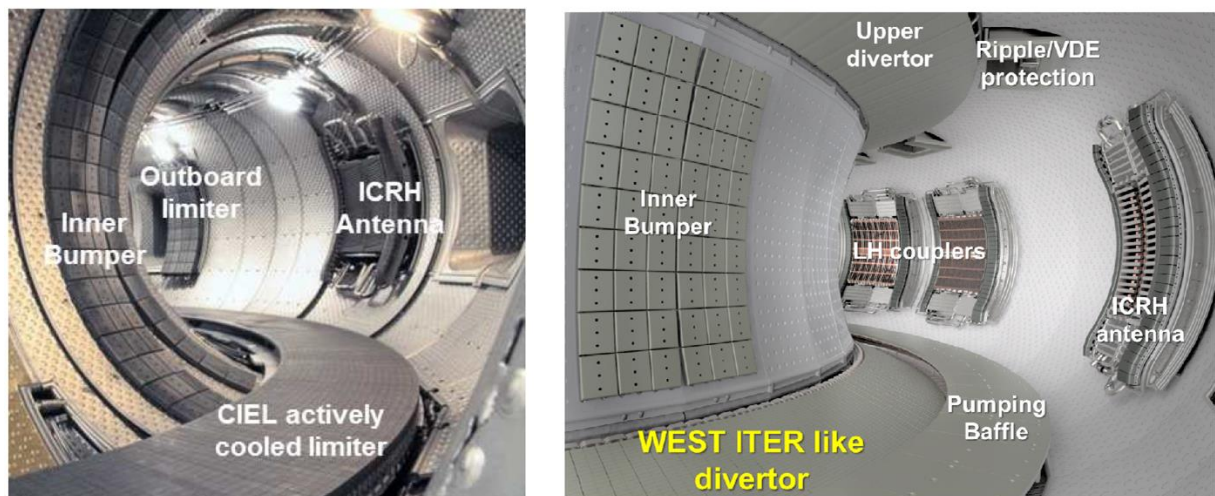 Outboard
limiter
ICRH
Antenna
Inner
Bumper
CIEL actively
cooled limiter
Upper
divertor
Ripple/VDE
protection
Inner
Bumper
LH couplers
ICRH
antenna
Pumping
Baffle
WEST ITER like
divertor